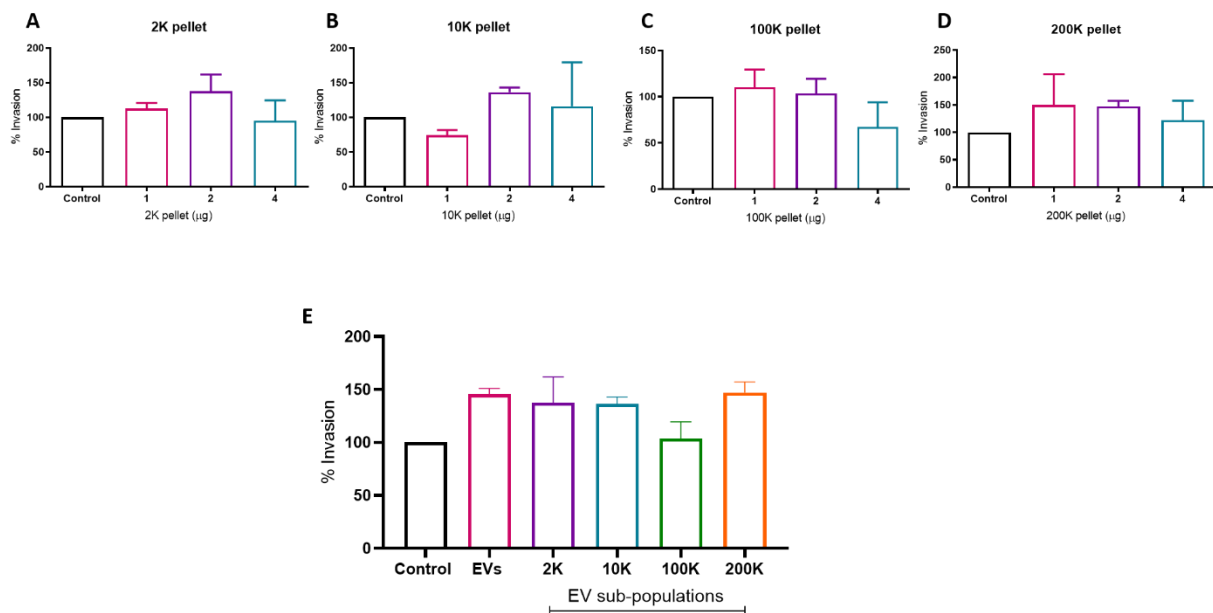 A
2K pellet
% Invasion
200
150
100
50
0
Control 1 2 4
2K pellet (μg)
B
10K pellet
% Invasion
200
150
100
50
0
Control 1 2 4
10K pellet (μg)
C
100K pellet
% Invasion
150
100
50
0
Control 1 2 4
100K pellet (μg)
D
200K pellet
% Invasion
250
200
150
100
50
0
Control 1 2 4
200K pellet (μg)
E
% Invasion
200
150
100
50
0
Control EVs 2K 10K 100K 200K
EV sub-populations